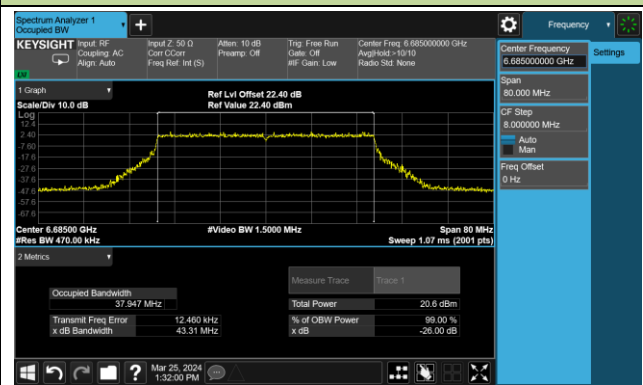 Spectrum Analyzer 1
Occupied BW
+
Frequency
KEYSIGHT
Input: RF
Coupling: AC
Align: Auto
Input Z: 50 Ω
Corr CCorr
Freq Ref: Int (S)
Atten: 10 dB
Preamp: Off
Trig: Free Run
Gate: Off
#IF Gain: Low
Center Freq: 6.685000000 GHz
Avg|Hold:>10/10
Radio Std: None
Center Frequency
6.685000000 GHz
Settings
Span
80.000 MHz
CF Step
8.000000 MHz
Auto
Man
Freq Offset
0 Hz
1 Graph
Scale/Div 10.0 dB
Ref Lvl Offset 22.40 dB
Ref Value 22.40 dBm
Log
12.4
2.40
-7.60
-17.6
-27.6
-37.6
-47.6
-57.6
-67.6
Center 6.68500 GHz
#Res BW 470.00 kHz
#Video BW 1.5000 MHz
Span 80 MHz
Sweep 1.07 ms (2001 pts)
2 Metrics
Measure Trace
Trace 1
Occupied Bandwidth
37.947 MHz
Total Power
20.6 dBm
Transmit Freq Error
12.460 kHz
% of OBW Power
99.00 %
x dB Bandwidth
43.31 MHz
x dB
-26.00 dB
?
Mar 25, 2024
1:32:00 PM